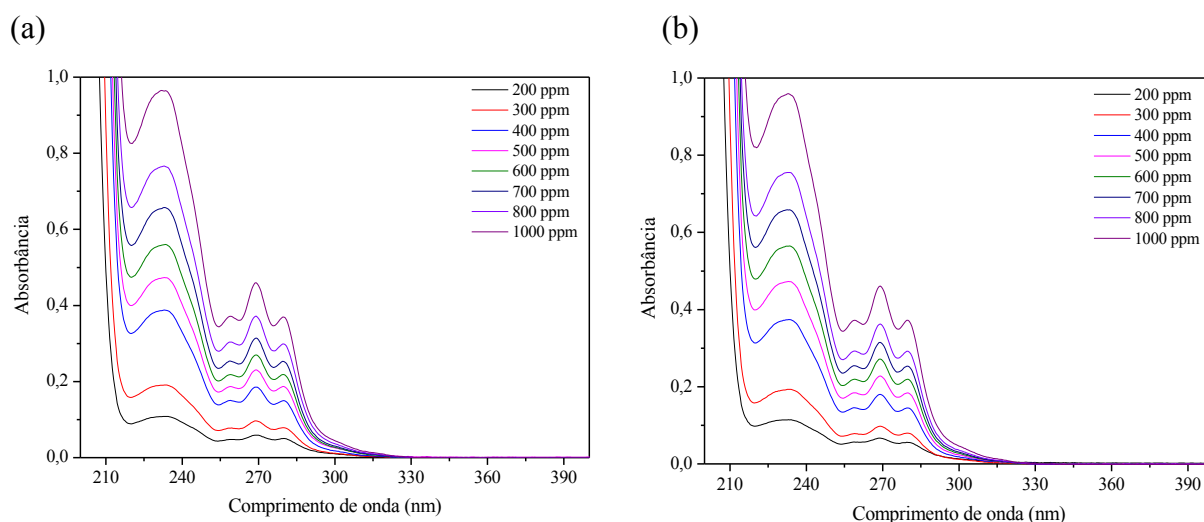 (a)
1,0
0,8
0,6
0,4
0,2
0,0
Absorbância
210 240 270 300 330 360 390
Comprimento de onda (nm)
200 ppm
300 ppm
400 ppm
500 ppm
600 ppm
700 ppm
800 ppm
1000 ppm
(b)
1,0
0,8
0,6
0,4
0,2
0,0
Absorbância
210 240 270 300 330 360 390
Comprimento de onda (nm)
200 ppm
300 ppm
400 ppm
500 ppm
600 ppm
700 ppm
800 ppm
1000 ppm